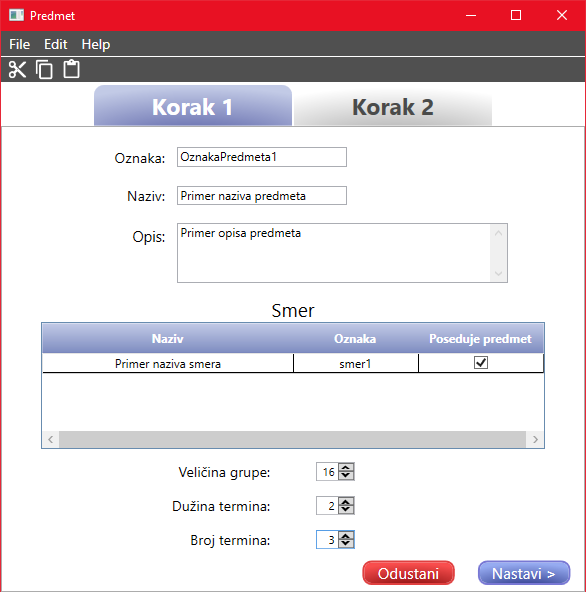 Predmet
File Edit Help
Korak 1 Korak 2
Oznaka: OznakaPredmeta1
Naziv: Primer naziva predmeta
Opis: Primer opisa predmeta
Smer
Naziv Oznaka Poseduje predmet
Primer naziva smera smer1
Veličina grupe: 16
Dužina termina: 2
Broj termina: 3
Odustani Nastavi >